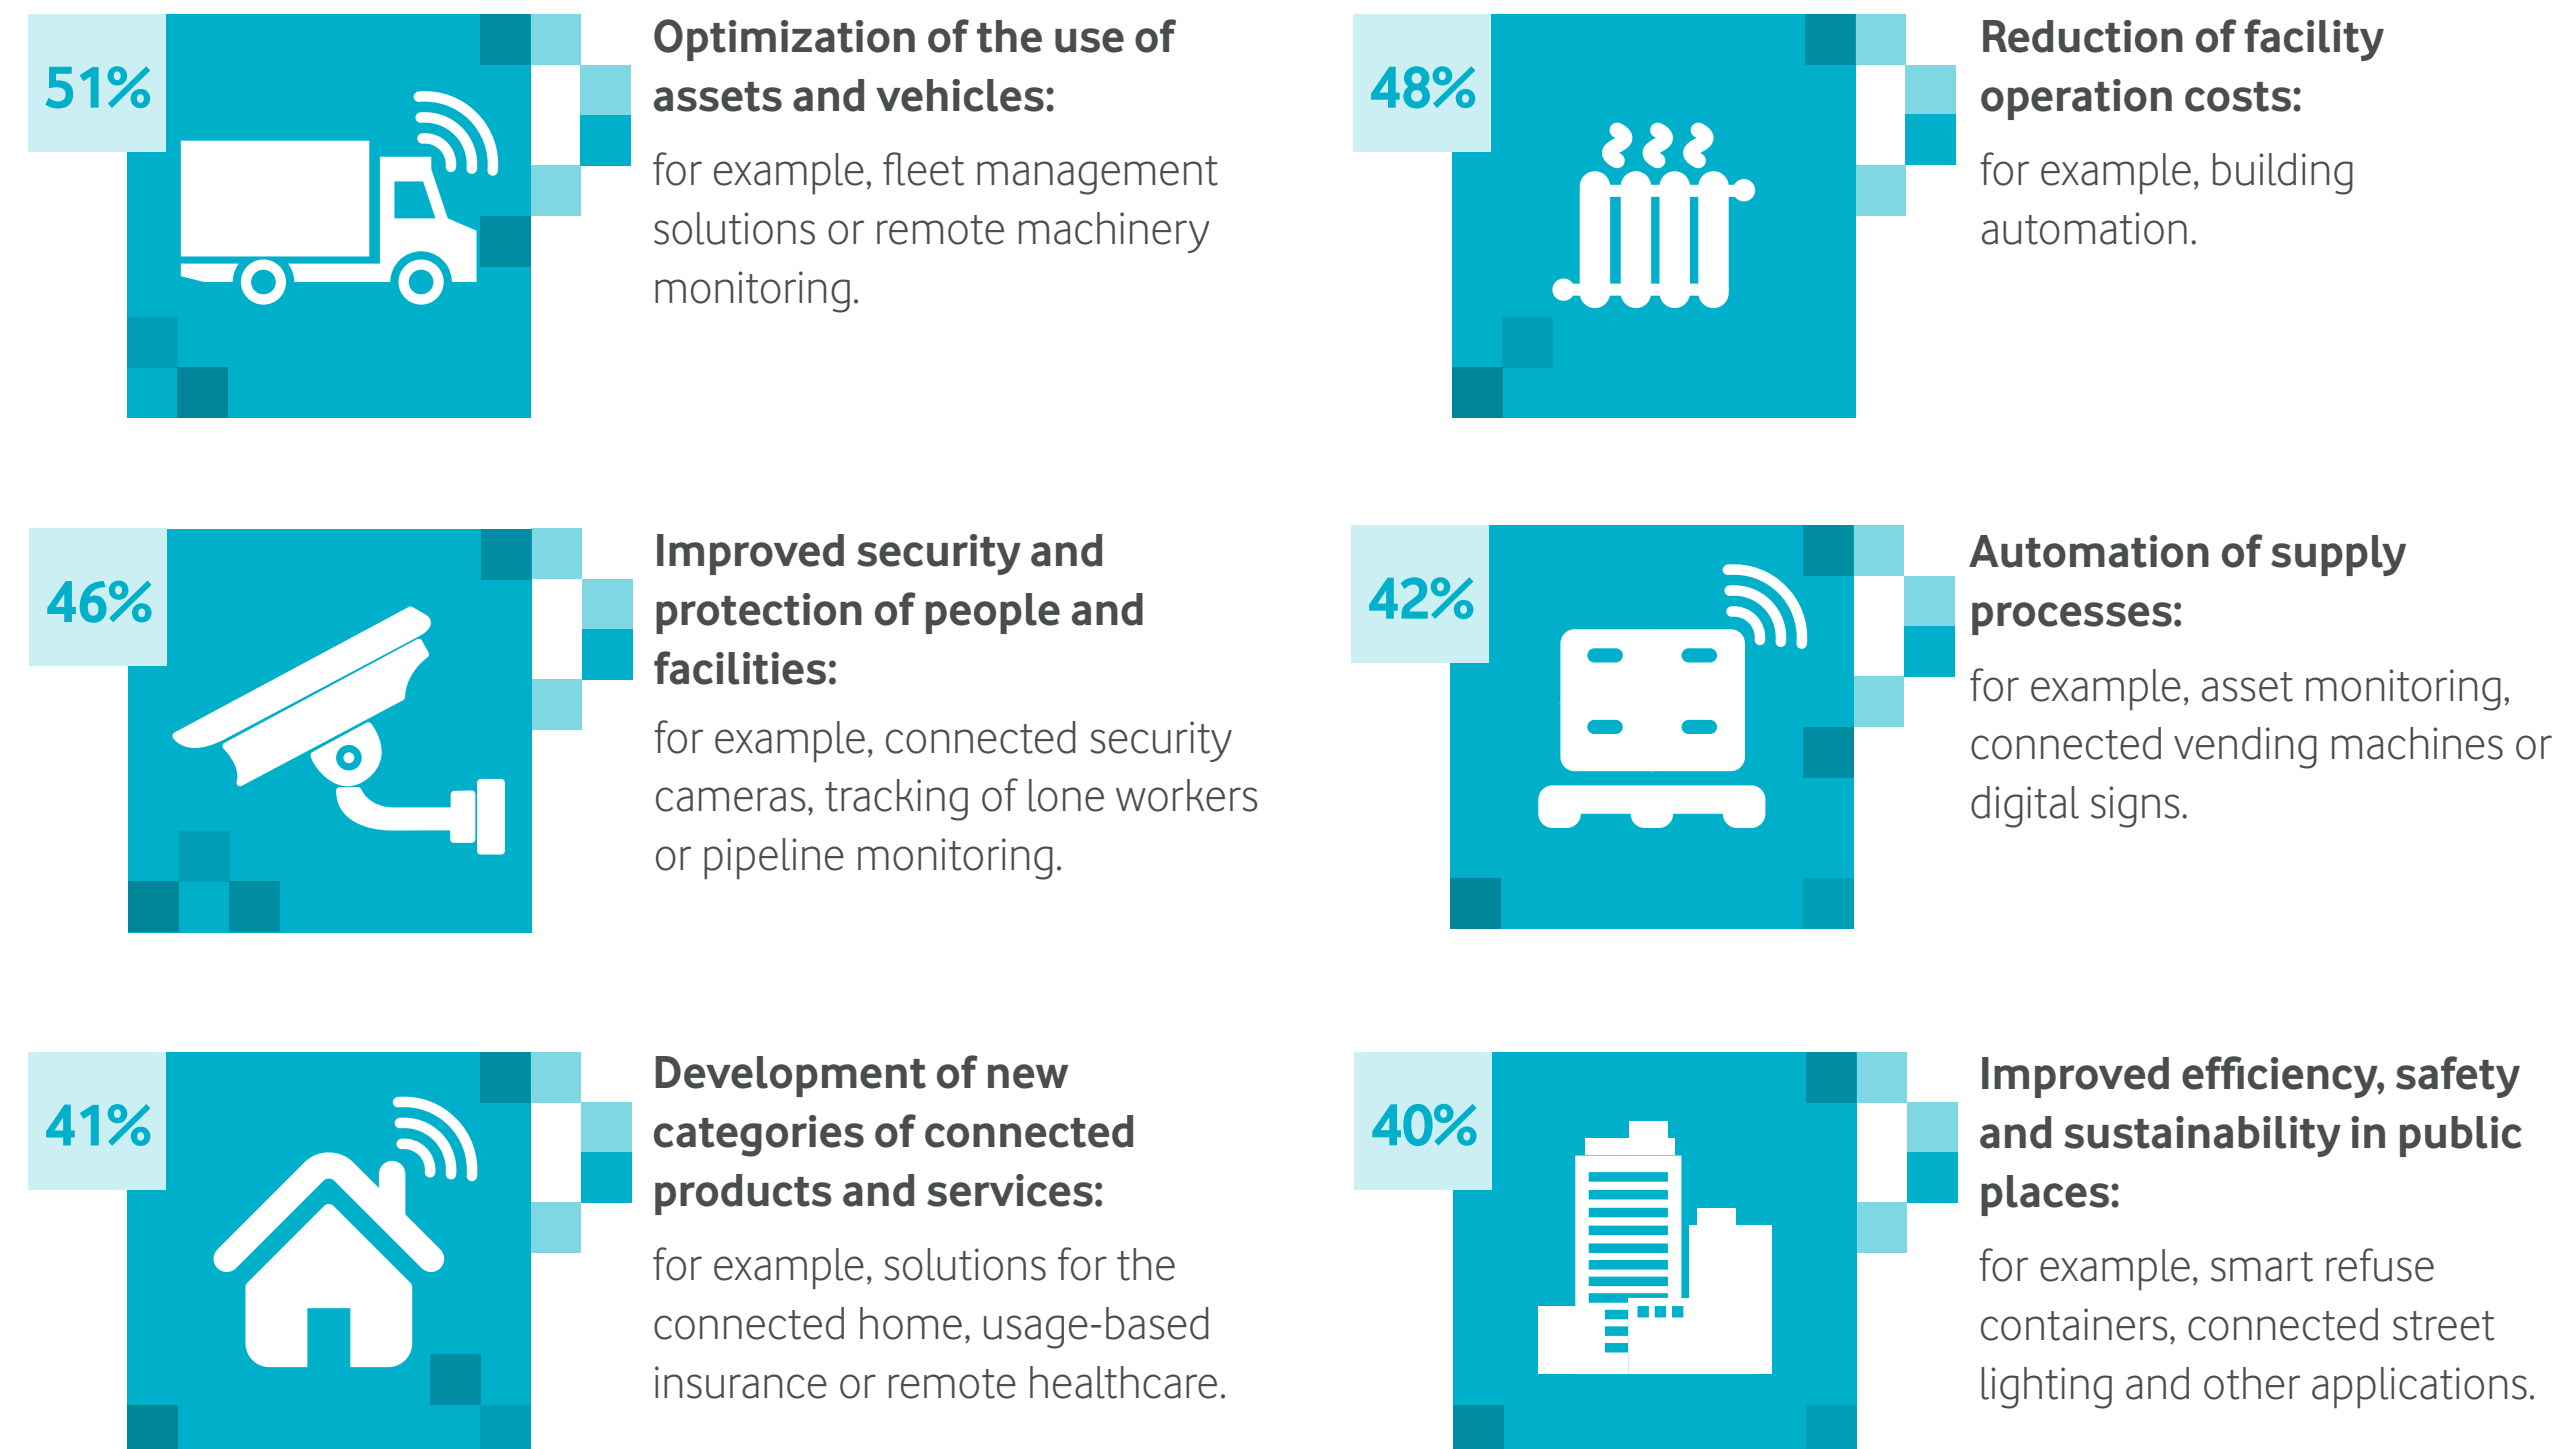 51%
Optimization of the use of
assets and vehicles:
for example, fleet management
solutions or remote machinery
monitoring.
48%
Reduction of facility
operation costs:
for example, building
automation.
46%
Improved security and
protection of people and
facilities:
for example, connected security
cameras, tracking of lone workers
or pipeline monitoring.
42%
Automation of supply
processes:
for example, asset monitoring,
connected vending machines or
digital signs.
41%
Development of new
categories of connected
products and services:
for example, solutions for the
connected home, usage-based
insurance or remote healthcare.
40%
Improved efficiency, safety
and sustainability in public
places:
for example, smart refuse
containers, connected street
lighting and other applications.